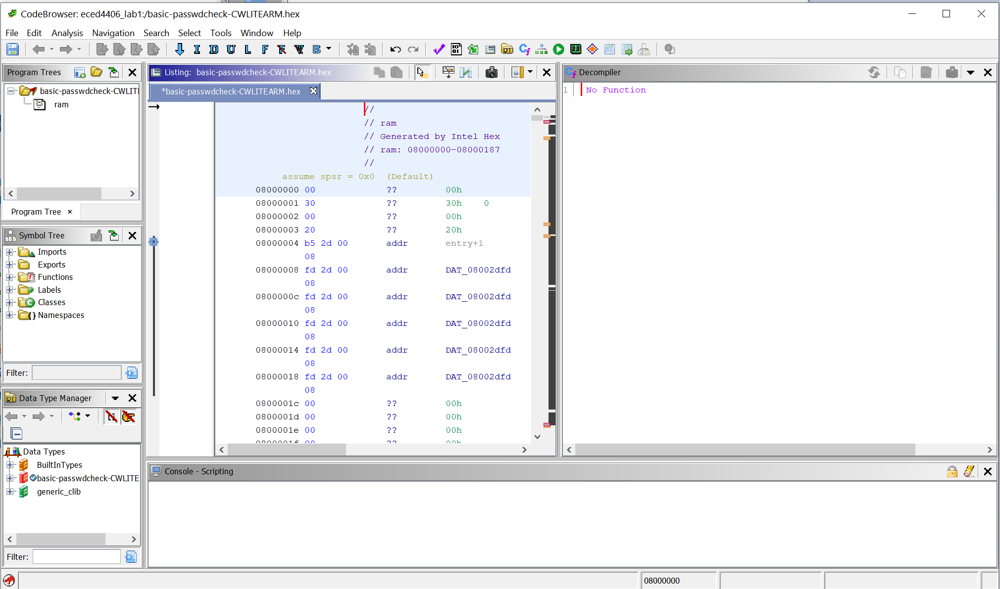 CodeBrowser: eced4406_lab1:/basic-passwdcheck-CWLITEARM.hex
File Edit Analysis Navigation Search Select Tools Window Help
I D U L F B
Program Trees
basic-passwdcheck-CWLIT
ram
Program Tree
Symbol Tree
Imports
Exports
Functions
Labels
Classes
Namespaces
Filter:
Data Type Manager
Data Types
BuiltInTypes
basic-passwdcheck-CWLITE
generic_clib
Filter:
Listing: basic-passwdcheck-CWLITEARM.hex
*basic-passwdcheck-CWLITEARM.hex
//
// ram
// Generated by Intel Hex
// ram: 08000000-08000187
//
assume spsr = 0x0 (Default)
08000000 00 ?? 00h
08000001 30 ?? 30h 0
08000002 00 ?? 00h
08000003 20 ?? 20h
08000004 b5 2d 00 addr entry+1
08
08000008 fd 2d 00 addr DAT_08002dfd
08
0800000c fd 2d 00 addr DAT_08002dfd
08
08000010 fd 2d 00 addr DAT_08002dfd
08
08000014 fd 2d 00 addr DAT_08002dfd
08
08000018 fd 2d 00 addr DAT_08002dfd
08
0800001c 00 ?? 00h
0800001d 00 ?? 00h
0800001e 00 ?? 00h
0800001f 00 ?? 00h
Decompiler
1 No Function
Console - Scripting
08000000